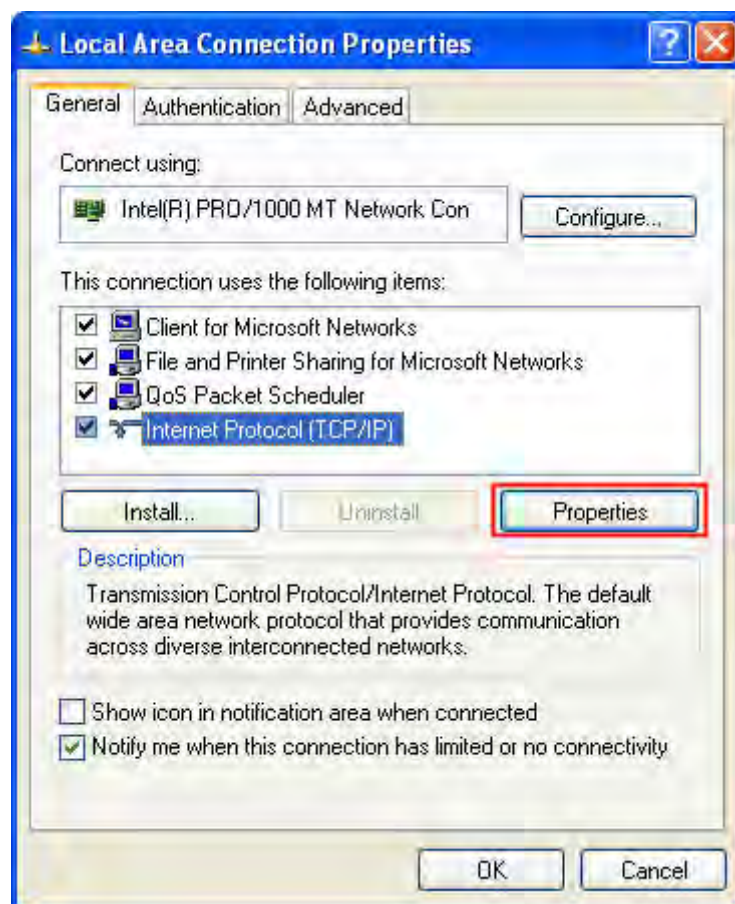 Local Area Connection Properties
General Authentication Advanced
Connect using:
Intel(R) PRO/1000 MT Network Con
Configure...
This connection uses the following items:
Client for Microsoft Networks
File and Printer Sharing for Microsoft Networks
QoS Packet Scheduler
Internet Protocol (TCP/IP)
Install... Uninstall Properties
Description
Transmission Control Protocol/Internet Protocol. The default
wide area network protocol that provides communication
across diverse interconnected networks.
Show icon in notification area when connected
Notify me when this connection has limited or no connectivity
OK Cancel